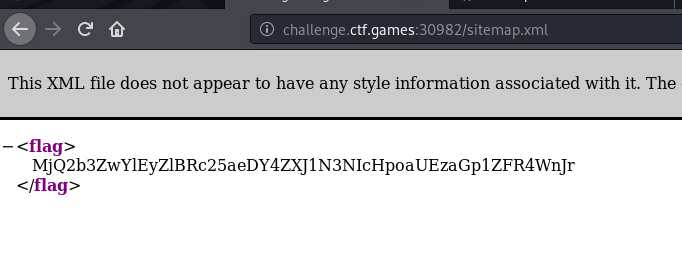 challenge.ctf.games:30982/sitemap.xml
This XML file does not appear to have any style information associated with it. The
−<flag>
MjQ2b3ZwYlEyZlBRc25aeDY4ZXJ1N3NIcHpoaUEzaGp1ZFR4WnJr
</flag>